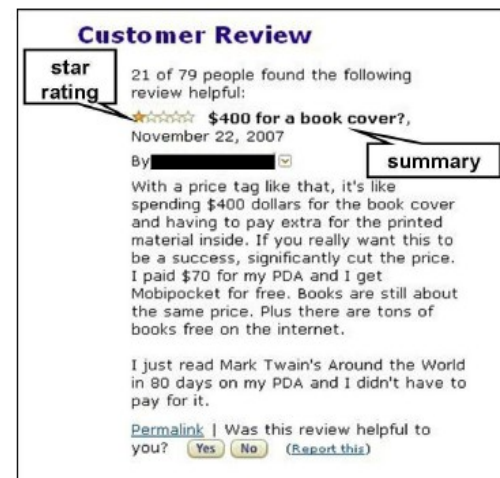 Customer Review
star
rating
21 of 79 people found the following
review helpful:
$400 for a book cover?,
November 22, 2007
summary
By
With a price tag like that, it's like
spending $400 dollars for the book cover
and having to pay extra for the printed
material inside. If you really want this to
be a success, significantly cut the price.
I paid $70 for my PDA and I get
Mobipocket for free. Books are still about
the same price. Plus there are tons of
books free on the internet.
I just read Mark Twain's Around the World
in 80 days on my PDA and I didn't have to
pay for it.
Permalink | Was this review helpful to
you? Yes No (Report this)